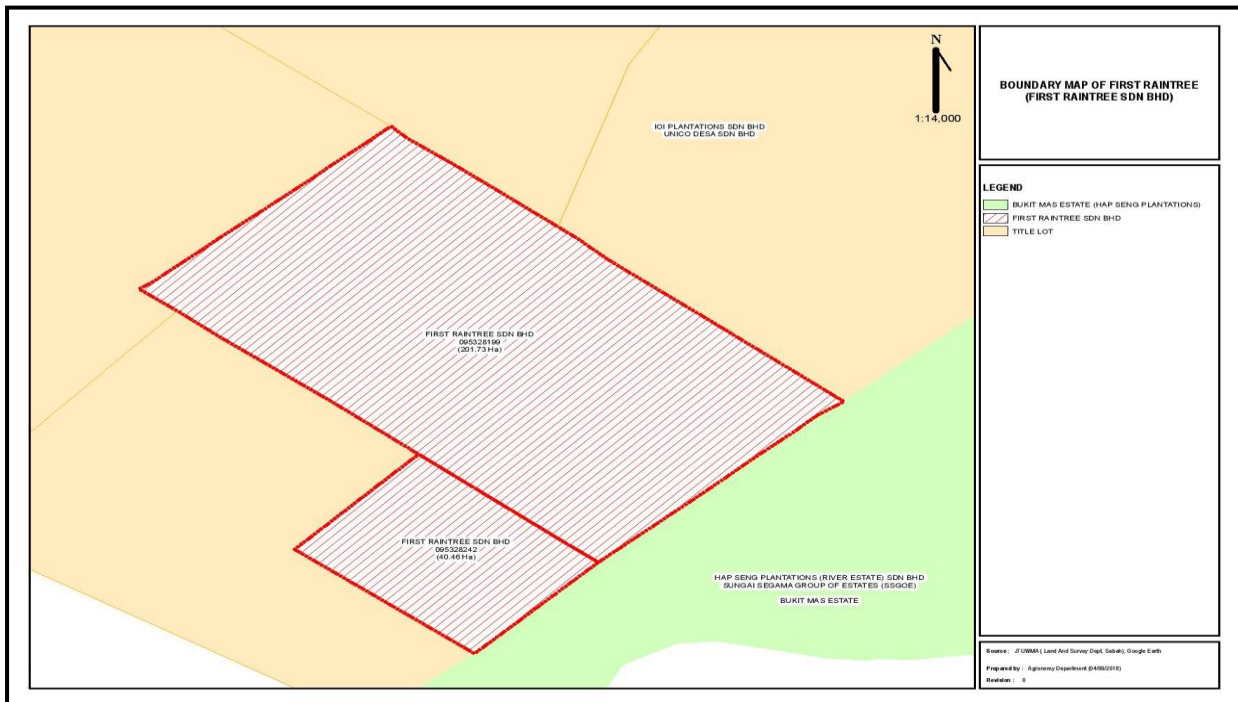 N
1:14,000
IOI PLANTATIONS SDN BHD
UNICO DESA SDN BHD
FIRST RAINTREE SDN BHD
095328199
(201.73 Ha)
FIRST RAINTREE SDN BHD
095328242
(40.46 Ha)
HAP SENG PLANTATIONS (RIVER ESTATE) SDN BHD
SUNGAI SEGAMA GROUP OF ESTATES (SSGOE)
BUKIT MAS ESTATE
BOUNDARY MAP OF FIRST RAINTREE
(FIRST RAINTREE SDN BHD)
LEGEND
BUKIT MAS ESTATE (HAP SENG PLANTATIONS)
FIRST RAINTREE SDN BHD
TITLE LOT
Source : JTUWMA ( Land And Survey Dept. Sabah), Google Earth
Prepared by : Agronomy Department (04/09/2018)
Revision : 0